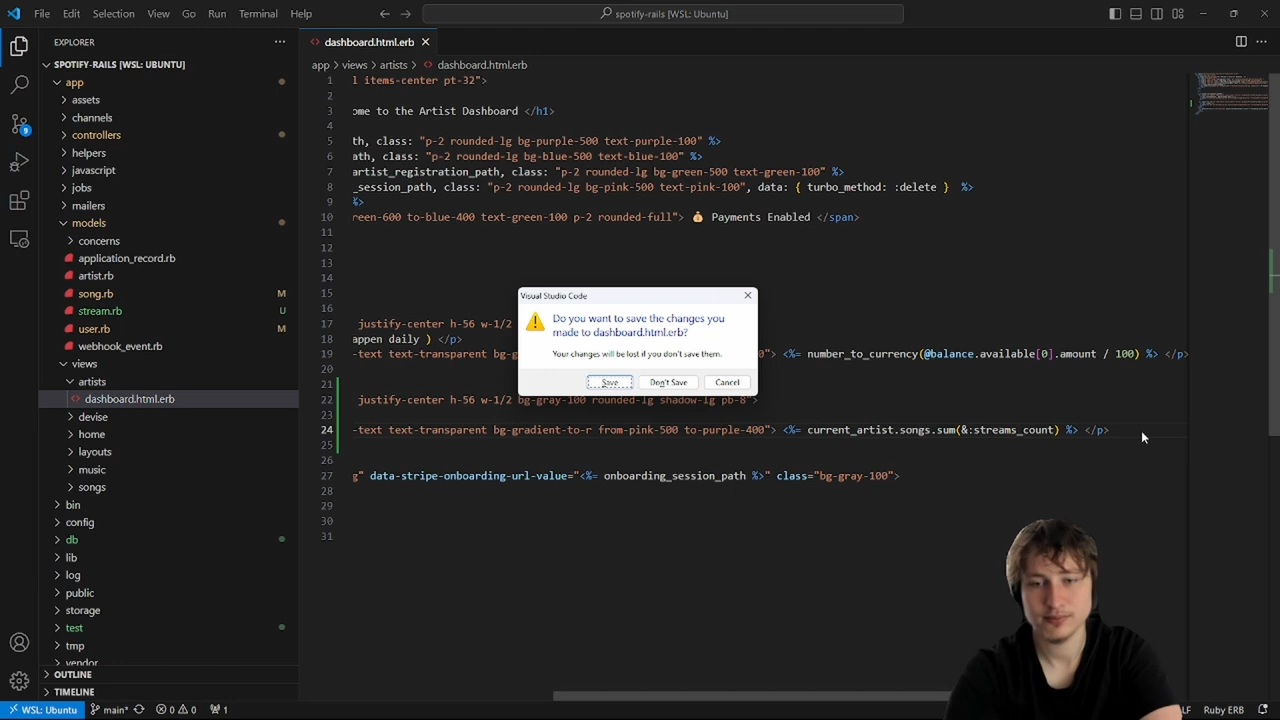 File Edit Selection View Go Run Terminal Help
spotify-rails [WSL: Ubuntu]
EXPLORER
dashboard.html.erb
SPOTIFY-RAILS [WSL: UBUNTU]
app > views > artists > dashboard.html.erb
app
assets
channels
controllers
helpers
javascript
jobs
mailers
models
concerns
application_record.rb
artist.rb
song.rb M
stream.rb U
user.rb M
webhook_event.rb
views
artists
dashboard.html.erb
devise
home
layouts
music
songs
bin
config
db
lib
log
public
storage
test
tmp
vendor
OUTLINE
TIMELINE
1 l items-center pt-32">
2
3 ome to the Artist Dashboard </h1>
4
5 th, class: "p-2 rounded-lg bg-purple-500 text-purple-100" %>
6 ath, class: "p-2 rounded-lg bg-blue-500 text-blue-100" %>
7 artist_registration_path, class: "p-2 rounded-lg bg-green-500 text-green-100" %>
8 _session_path, class: "p-2 rounded-lg bg-pink-500 text-pink-100", data: { turbo_method: :delete } %>
9 %>
10 reen-600 to-blue-400 text-green-100 p-2 rounded-full"> 💰 Payments Enabled </span>
11
12
13
14
15
16
17 justify-center h-56 w-1/2
18 appen daily ) </p>
19 -text text-transparent bg-g "> <%= number_to_currency(@balance.available[0].amount / 100) %> </p>
20
21
22 justify-center h-56 w-1/2 bg-gray-100 rounded-lg shadow-lg pb-8">
23
24 -text text-transparent bg-gradient-to-r from-pink-500 to-purple-400"> <%= current_artist.songs.sum(&:streams_count) %> </p>
25
26
27 g" data-stripe-onboarding-url-value="<%= onboarding_session_path %>" class="bg-gray-100">
28
29
30
31
Visual Studio Code
Do you want to save the changes you
made to dashboard.html.erb?
Your changes will be lost if you don't save them.
Save Don't Save Cancel
9
WSL: Ubuntu main* 0 0 1 LF Ruby ERB